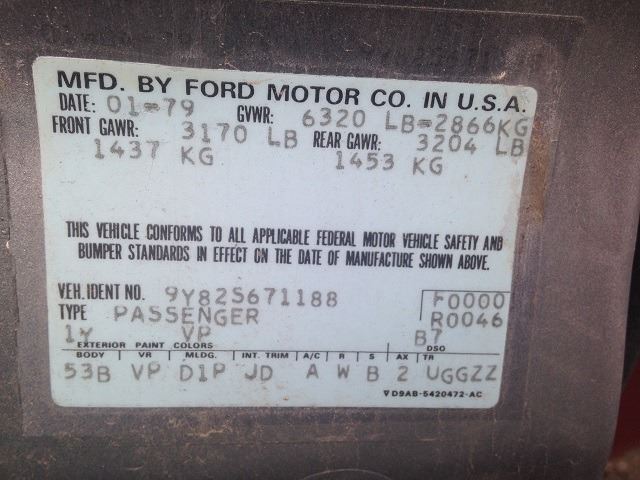 MFD. BY FORD MOTOR CO. IN U.S.A.
DATE: 01-79 GVWR: 6320 LB=2866KG
FRONT GAWR: 3170 LB REAR GAWR: 3204 LB
1437 KG 1453 KG
THIS VEHICLE CONFORMS TO ALL APPLICABLE FEDERAL MOTOR VEHICLE SAFETY AND
BUMPER STANDARDS IN EFFECT ON THE DATE OF MANUFACTURE SHOWN ABOVE.
VEH. IDENT NO. 9Y82S671188 F0000
TYPE PASSENGER R0046
1Y VP B7
EXTERIOR PAINT COLORS DSO
BODY VR MLDG. INT. TRIM A/C R S AX TR
53B VP D1P JD A W B 2 UGGZZ
▽D9AB-5420472-AC